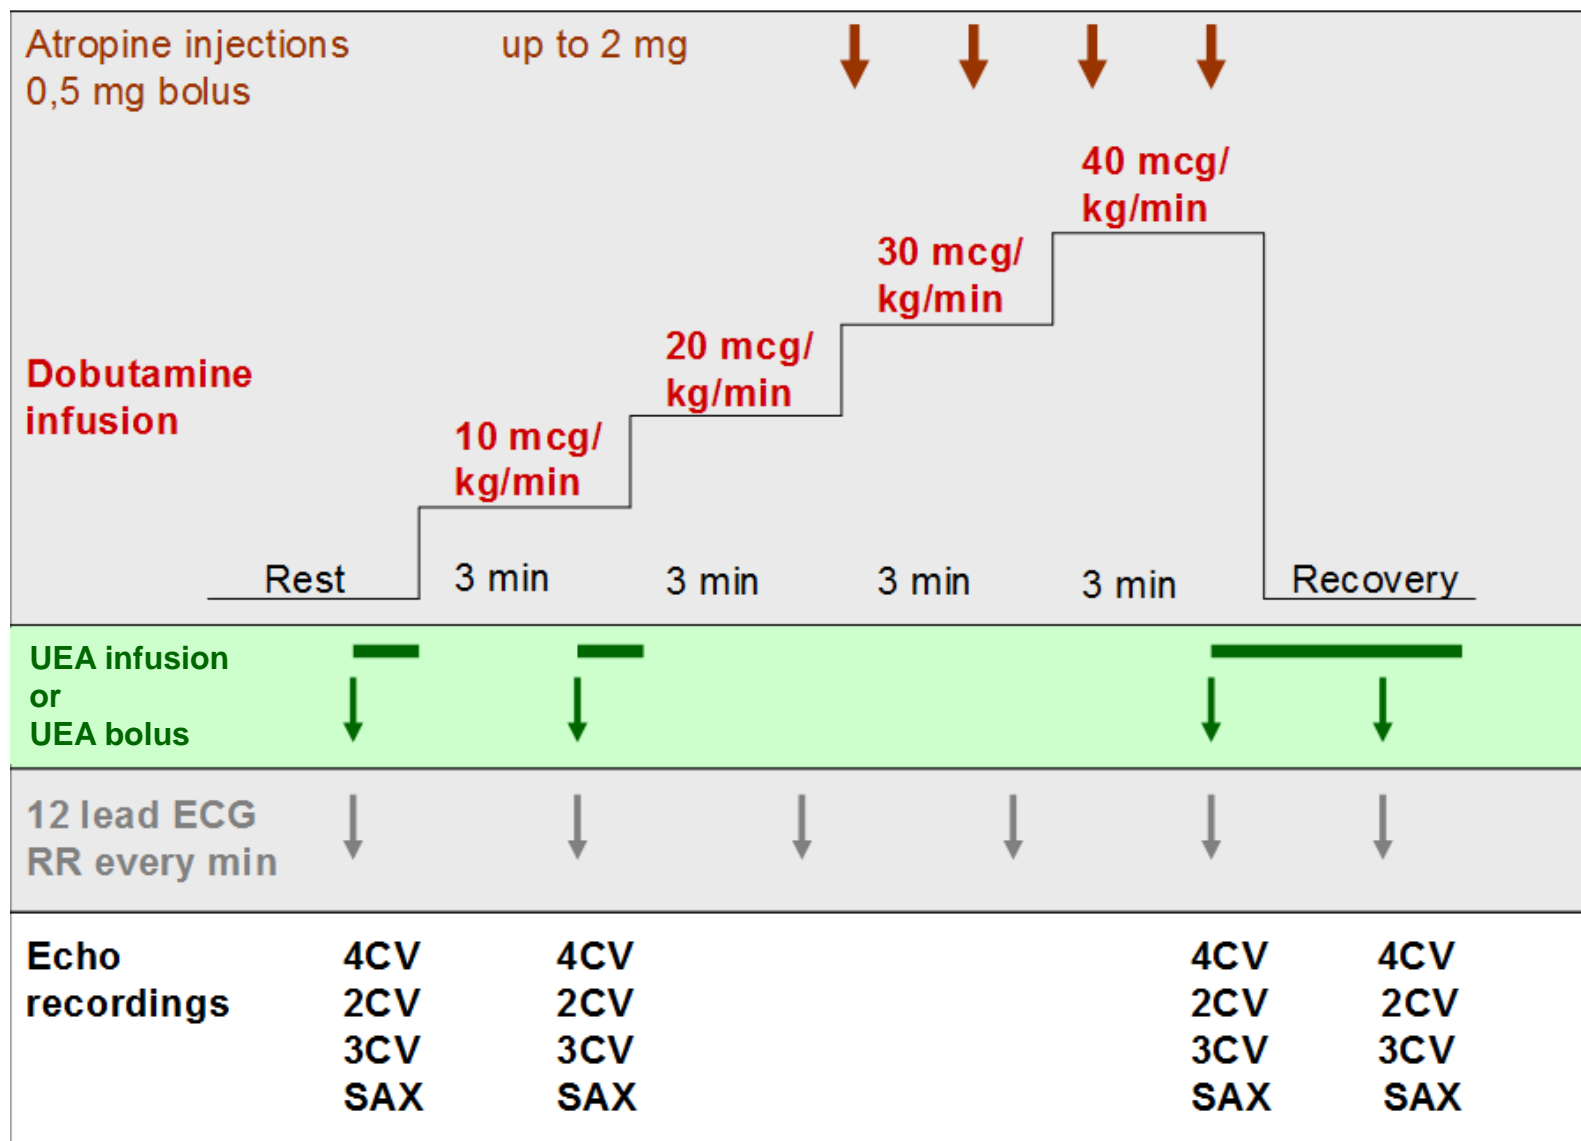 Atropine injections up to 2 mg
0,5 mg bolus
40 mcg/
kg/min
30 mcg/
kg/min
20 mcg/
kg/min
Dobutamine
infusion
10 mcg/
kg/min
Rest 3 min 3 min 3 min 3 min Recovery
UEA infusion
or
UEA bolus
12 lead ECG
RR every min
Echo 4CV 4CV 4CV 4CV
recordings 2CV 2CV 2CV 2CV
3CV 3CV 3CV 3CV
SAX SAX SAX SAX